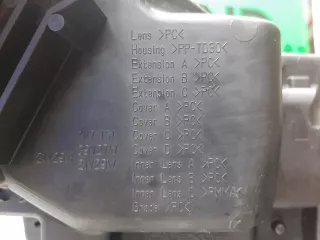 Lens >PC<
Housing >PP-TD30<
Extension A >PC<
Extension B >PC<
Extension C >PC<
Cover A >PC<
Cover B >PC<
Cover C >PC<
Cover D >PC<
Inner Lens A >PC<
Inner Lens B >PC<
Inner Lens C >PMMA<
Shade >PC<